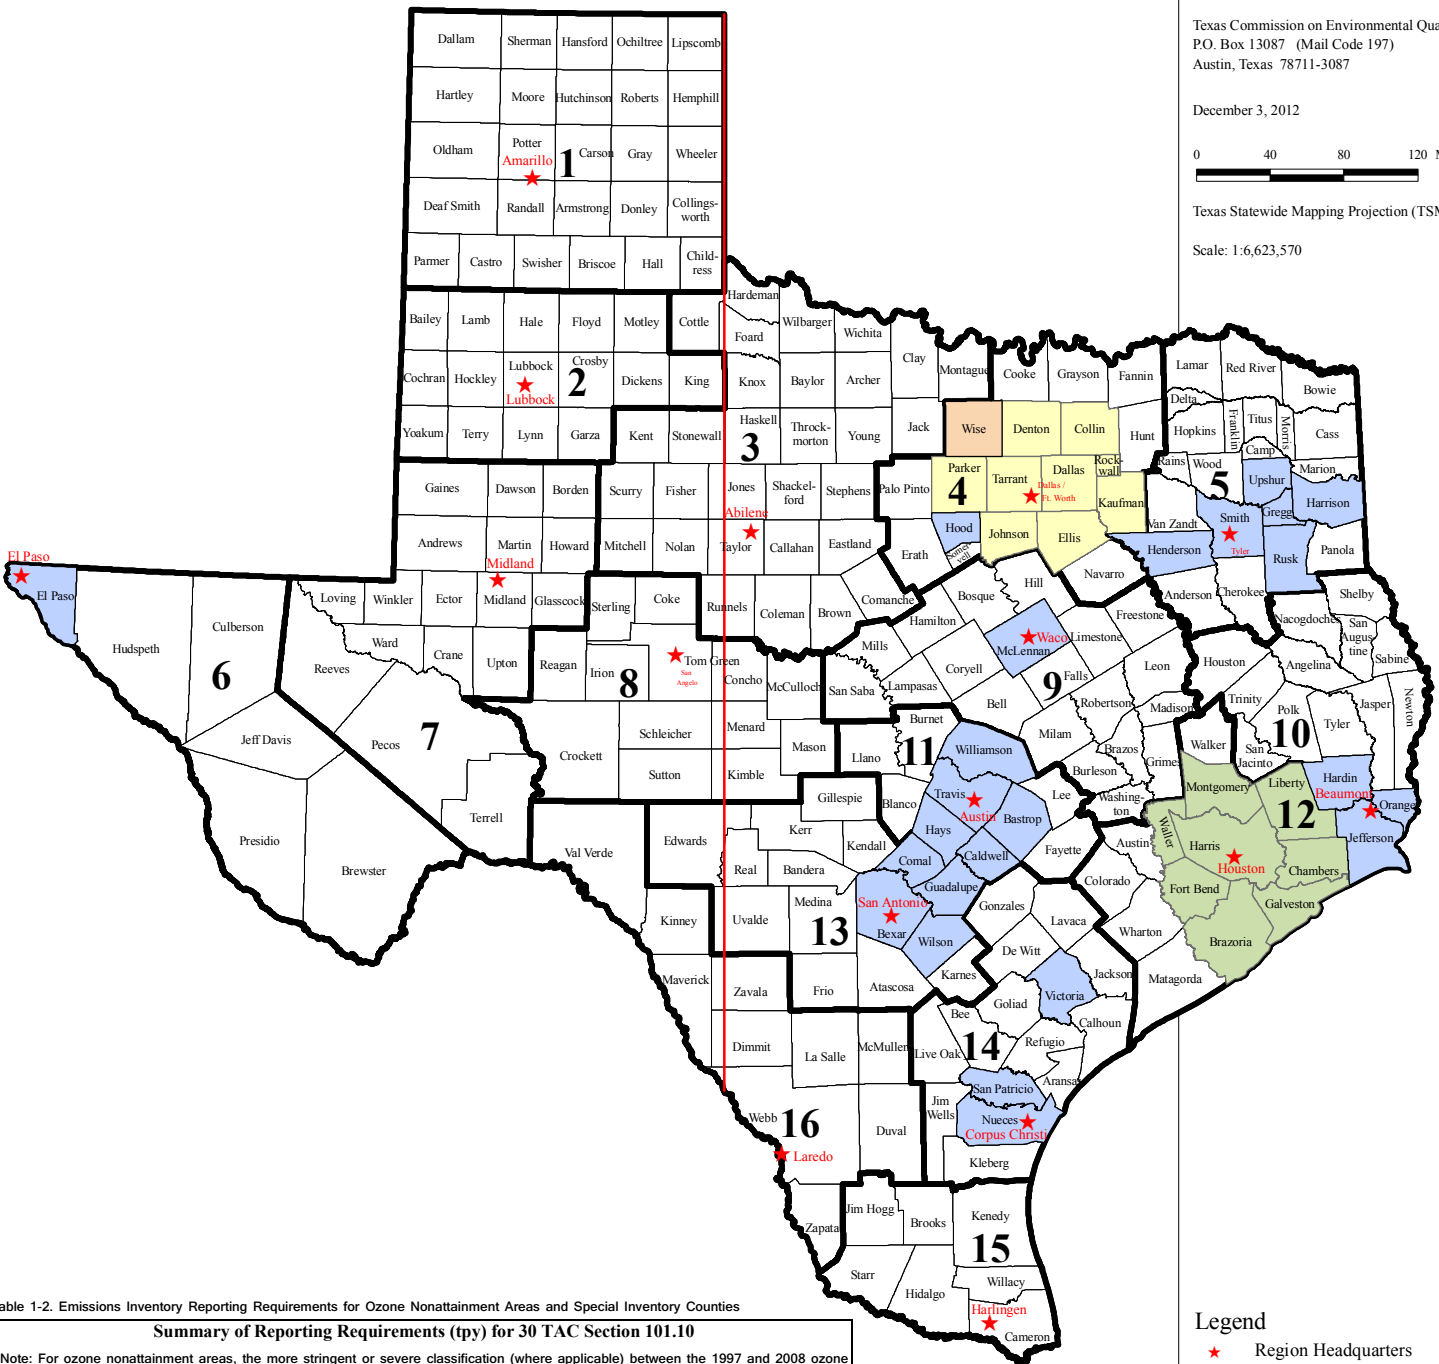 Texas Commission on Environmental Qua
P.O. Box 13087 (Mail Code 197)
Austin, Texas 78711-3087
December 3, 2012
0 40 80 120 M
Texas Statewide Mapping Projection (TSM
Scale: 1:6,623,570
Dallam Sherman Hansford Ochiltree Lipscomb
Hartley Moore Hutchinson Roberts Hemphill
Oldham Potter Carson Gray Wheeler
Amarillo
1
Deaf Smith Randall Armstrong Donley Collings-
worth
Parmer Castro Swisher Briscoe Hall Child-
ress
Bailey Lamb Hale Floyd Motley Cottle
Hardeman
Foard
Wilbarger
Wichita
Clay
Montague
Cooke Grayson Fannin
Lamar Red River
Bowie
Cochran Hockley Lubbock Crosby Dickens King
Lubbock
2
Knox Baylor Archer
Delta
Hopkins Franklin Titus Morris Cass
Camp
Yoakum Terry Lynn Garza Kent Stonewall Haskell Throck-
morton Young Jack
3
Wise Denton Collin Hunt
Rains Wood
5
Upshur Marion
Harrison
Gregg
Gaines Dawson Borden Scurry Fisher Jones Shackel-
ford Stephens Palo Pinto
Parker
4
Tarrant Dallas Rock-
wall
Dallas /
Ft. Worth
Kaufman
Van Zandt
Smith
Tyler
Abilene
Andrews Martin Howard Mitchell Nolan Taylor Callahan Eastland
Erath
Hood
Somer-
vell
Johnson Ellis
Henderson
Rusk Panola
Midland
El Paso
El Paso
Hudspeth
Culberson
6
Loving Winkler Ector Midland Glasscock
Sterling Coke Runnels Coleman Brown Comanche
Hill Navarro
Anderson Cherokee
Shelby
Nacogdoches
San
Augus
tine
Sabine
Bosque
Hamilton
Freestone
Waco
McLennan
Limestone
Ward
Reeves Crane Upton Reagan Irion
8
Tom Green
San
Angelo
Concho
McCulloch
San Saba
Mills
Lampasas
Coryell
9
Falls
Leon
Houston
Angelina
Bell
Robertson
Madison
Trinity
Polk
10
Tyler Jasper Newton
Jeff Davis
Pecos
7
Crockett
Schleicher
Menard
Mason
Llano
Burnet
11
Williamson
Milam
Brazos
Grimes
Walker
San
Jacinto
Sutton Kimble
Burleson
Washing-
ton
Montgomery
Liberty
Hardin
Beaumont
Orange
Jefferson
12
Presidio
Brewster
Terrell
Val Verde
Edwards
Gillespie
Blanco
Travis
Austin
Bastrop
Lee
Hays
Kerr
Kendall
Real Bandera
Comal
Caldwell
Fayette
Austin
Waller
Harris
Houston
Chambers
Guadalupe
Colorado
Fort Bend
Galveston
Kinney
Uvalde
Medina
13
San Antonio
Bexar
Wilson
Gonzales
Lavaca
Wharton
Brazoria
De Witt
Karnes
Jackson
Matagorda
Maverick
Zavala Frio Atascosa
Goliad
Victoria
Calhoun
Bee
14
Dimmit La Salle McMullen Live Oak
Refugio
Aransa
San Patricio
Jim
Wells
Nueces
Corpus Christi
Webb
16
Laredo
Duval
Kleberg
Zapata
Jim Hogg Brooks Kenedy
15
Starr
Hidalgo
Willacy
Harlingen
Cameron
able 1-2. Emissions Inventory Reporting Requirements for Ozone Nonattainment Areas and Special Inventory Counties
Summary of Reporting Requirements (tpy) for 30 TAC Section 101.10
Note: For ozone nonattainment areas, the more stringent or severe classification (where applicable) between the 1997 and 2008 ozone
Legend
Region Headquarters